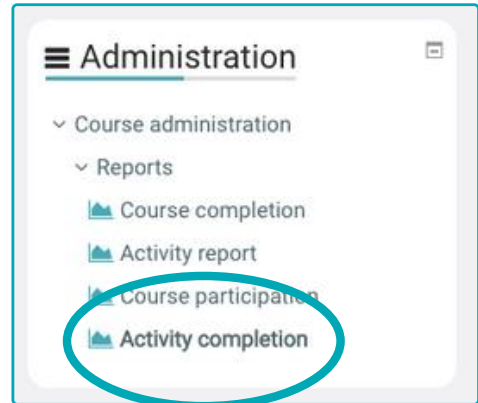 Administration
Course administration
Reports
Course completion
Activity report
Course participation
Activity completion